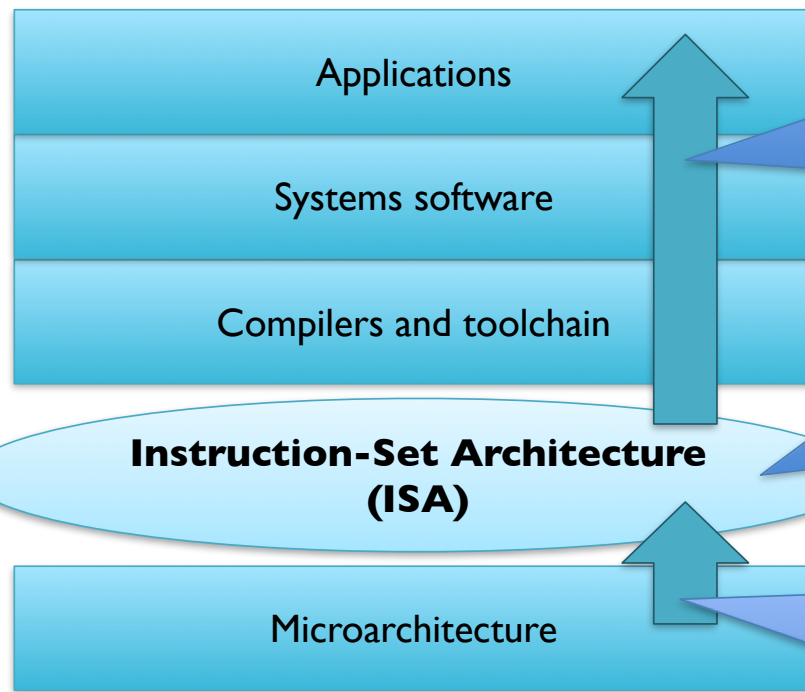 Applications
Systems software
Compilers and toolchain
Instruction-Set Architecture
(ISA)
Microarchitecture